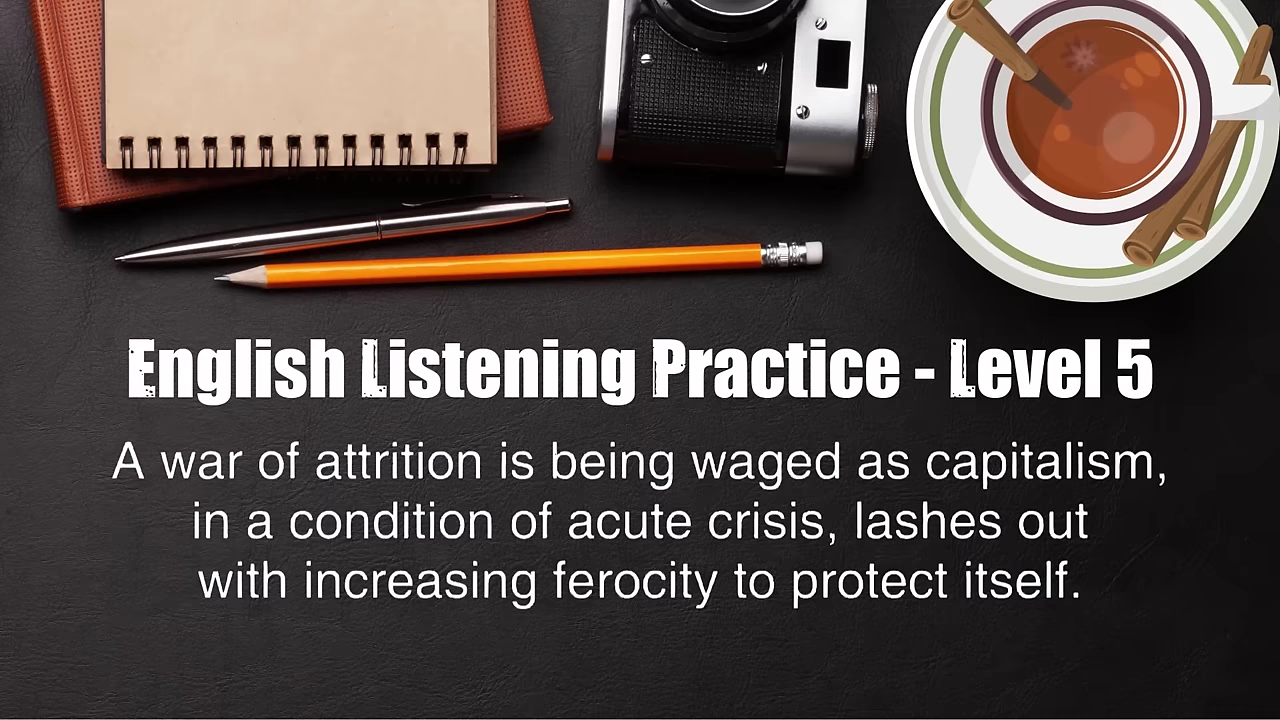 English Listening Practice - Level 5
A war of attrition is being waged as capitalism,
in a condition of acute crisis, lashes out
with increasing ferocity to protect itself.